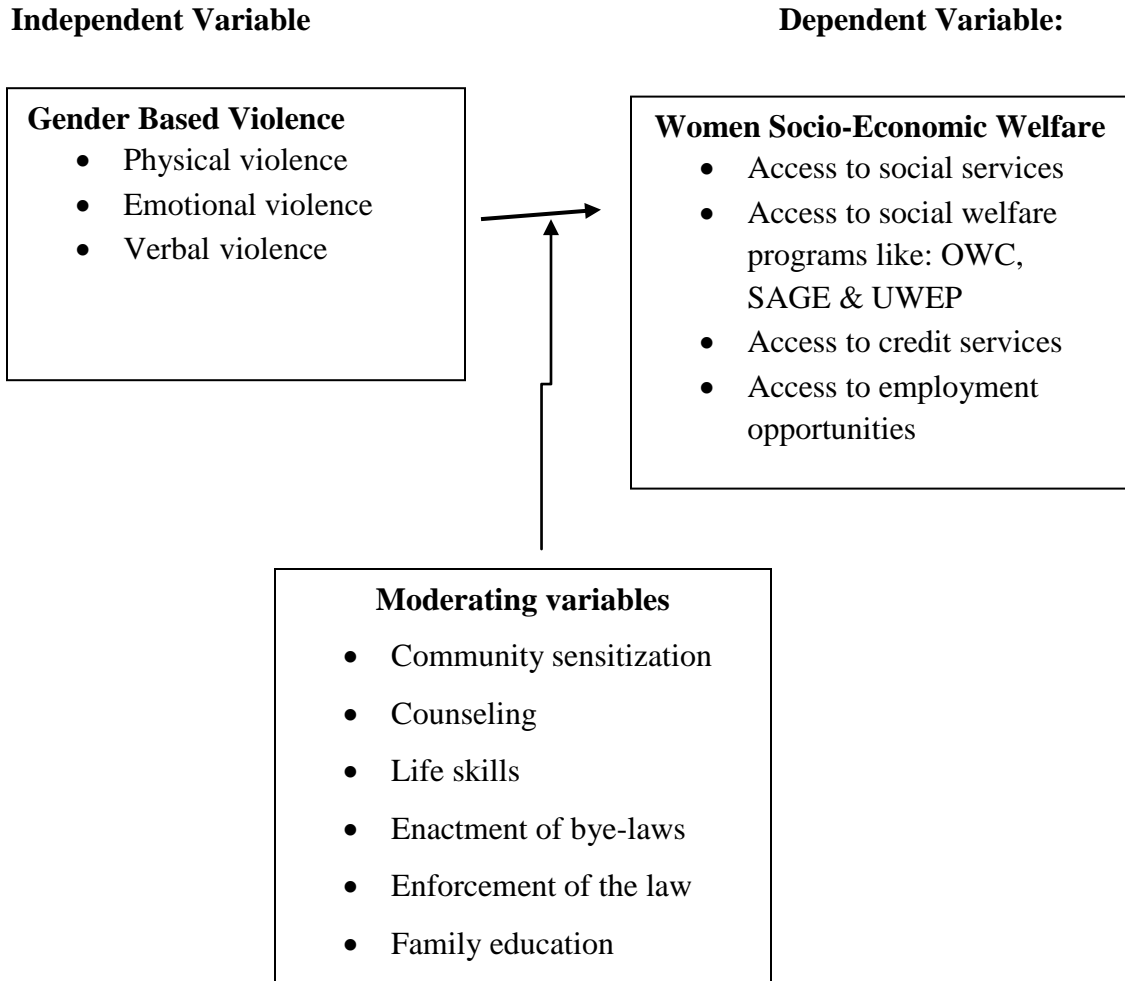 Independent Variable
Dependent Variable:
Gender Based Violence
• Physical violence
• Emotional violence
• Verbal violence
Women Socio-Economic Welfare
• Access to social services
• Access to social welfare
programs like: OWC,
SAGE & UWEP
• Access to credit services
• Access to employment
opportunities
Moderating variables
• Community sensitization
• Counseling
• Life skills
• Enactment of bye-laws
• Enforcement of the law
• Family education